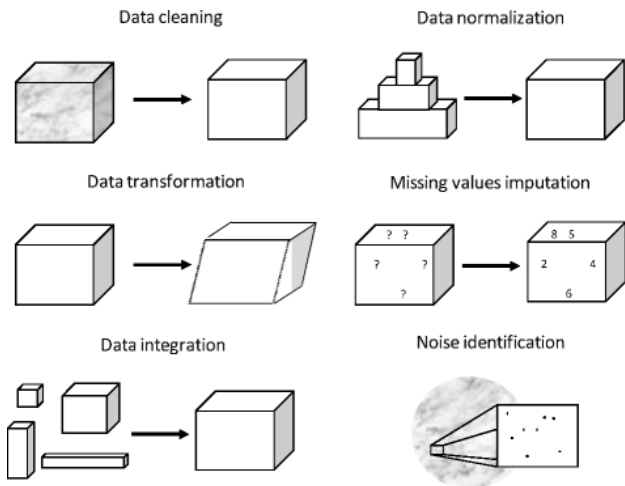 Data cleaning
Data normalization
Data transformation
Missing values imputation
? ?
?
?
?
8 5
2
4
6
Data integration
Noise identification